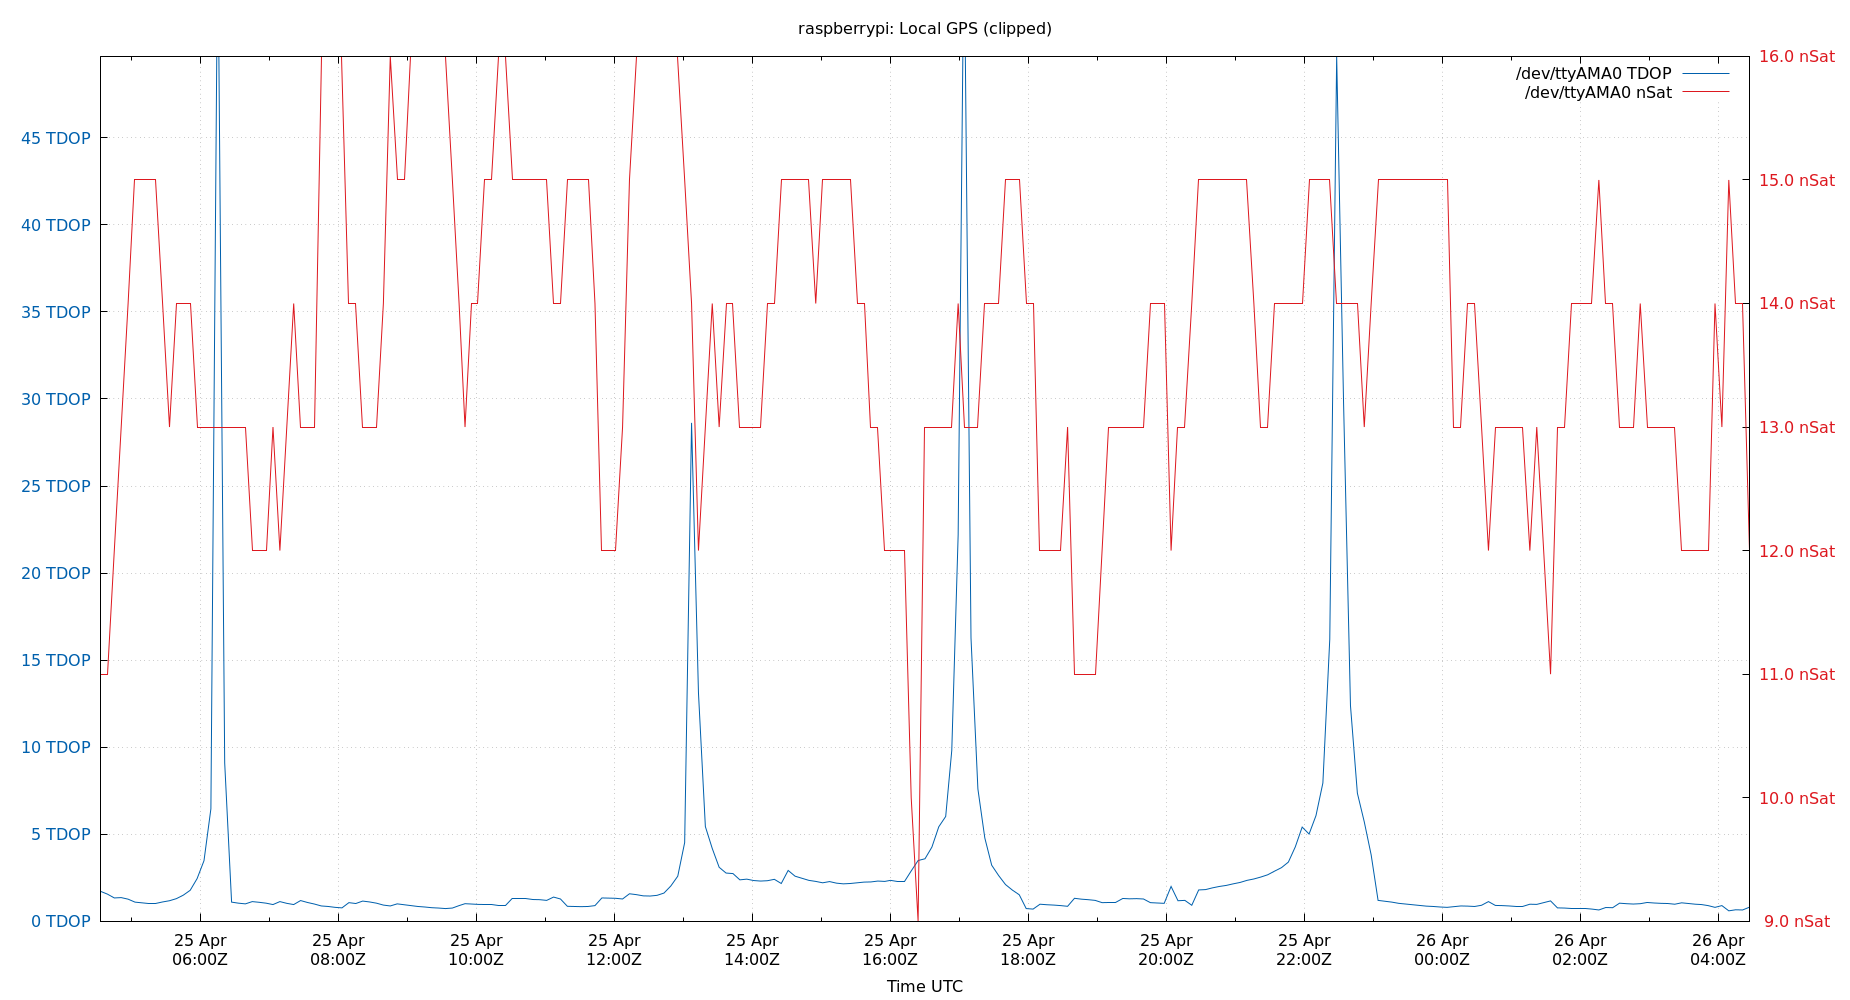 raspberrypi: Local GPS (clipped)
16.0 nSat
/dev/ttyAMA0 TDOP
/dev/ttyAMA0 nSat
45 TDOP
15.0 nSat
40 TDOP
14.0 nSat
35 TDOP
30 TDOP
13.0 nSat
25 TDOP
12.0 nSat
20 TDOP
15 TDOP
11.0 nSat
10 TDOP
10.0 nSat
5 TDOP
0 TDOP
9.0 nSat
25 Apr 25 Apr 25 Apr 25 Apr 25 Apr 25 Apr 25 Apr 25 Apr 25 Apr 26 Apr 26 Apr 26 Apr
06:00Z 08:00Z 10:00Z 12:00Z 14:00Z 16:00Z 18:00Z 20:00Z 22:00Z 00:00Z 02:00Z 04:00Z
Time UTC